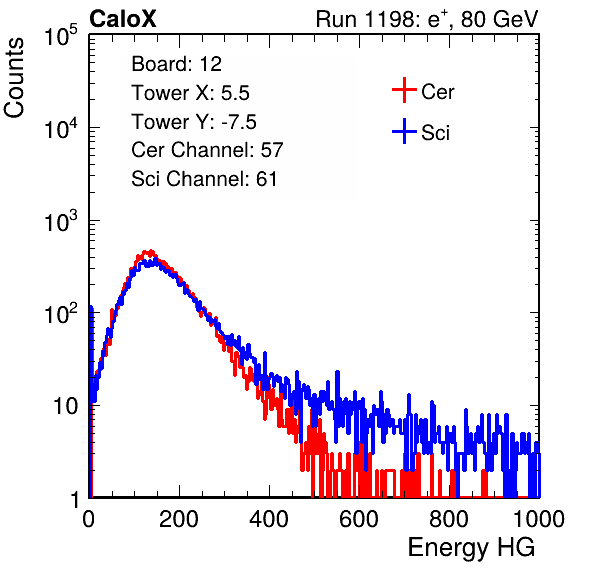 CaloX Run 1198: e⁺, 80 GeV
10⁵
Counts
Board: 12
Tower X: 5.5
Tower Y: -7.5
Cer Channel: 57
Sci Channel: 61
Cer
Sci
10⁴
10³
10²
10
1
0 200 400 600 800 1000
Energy HG